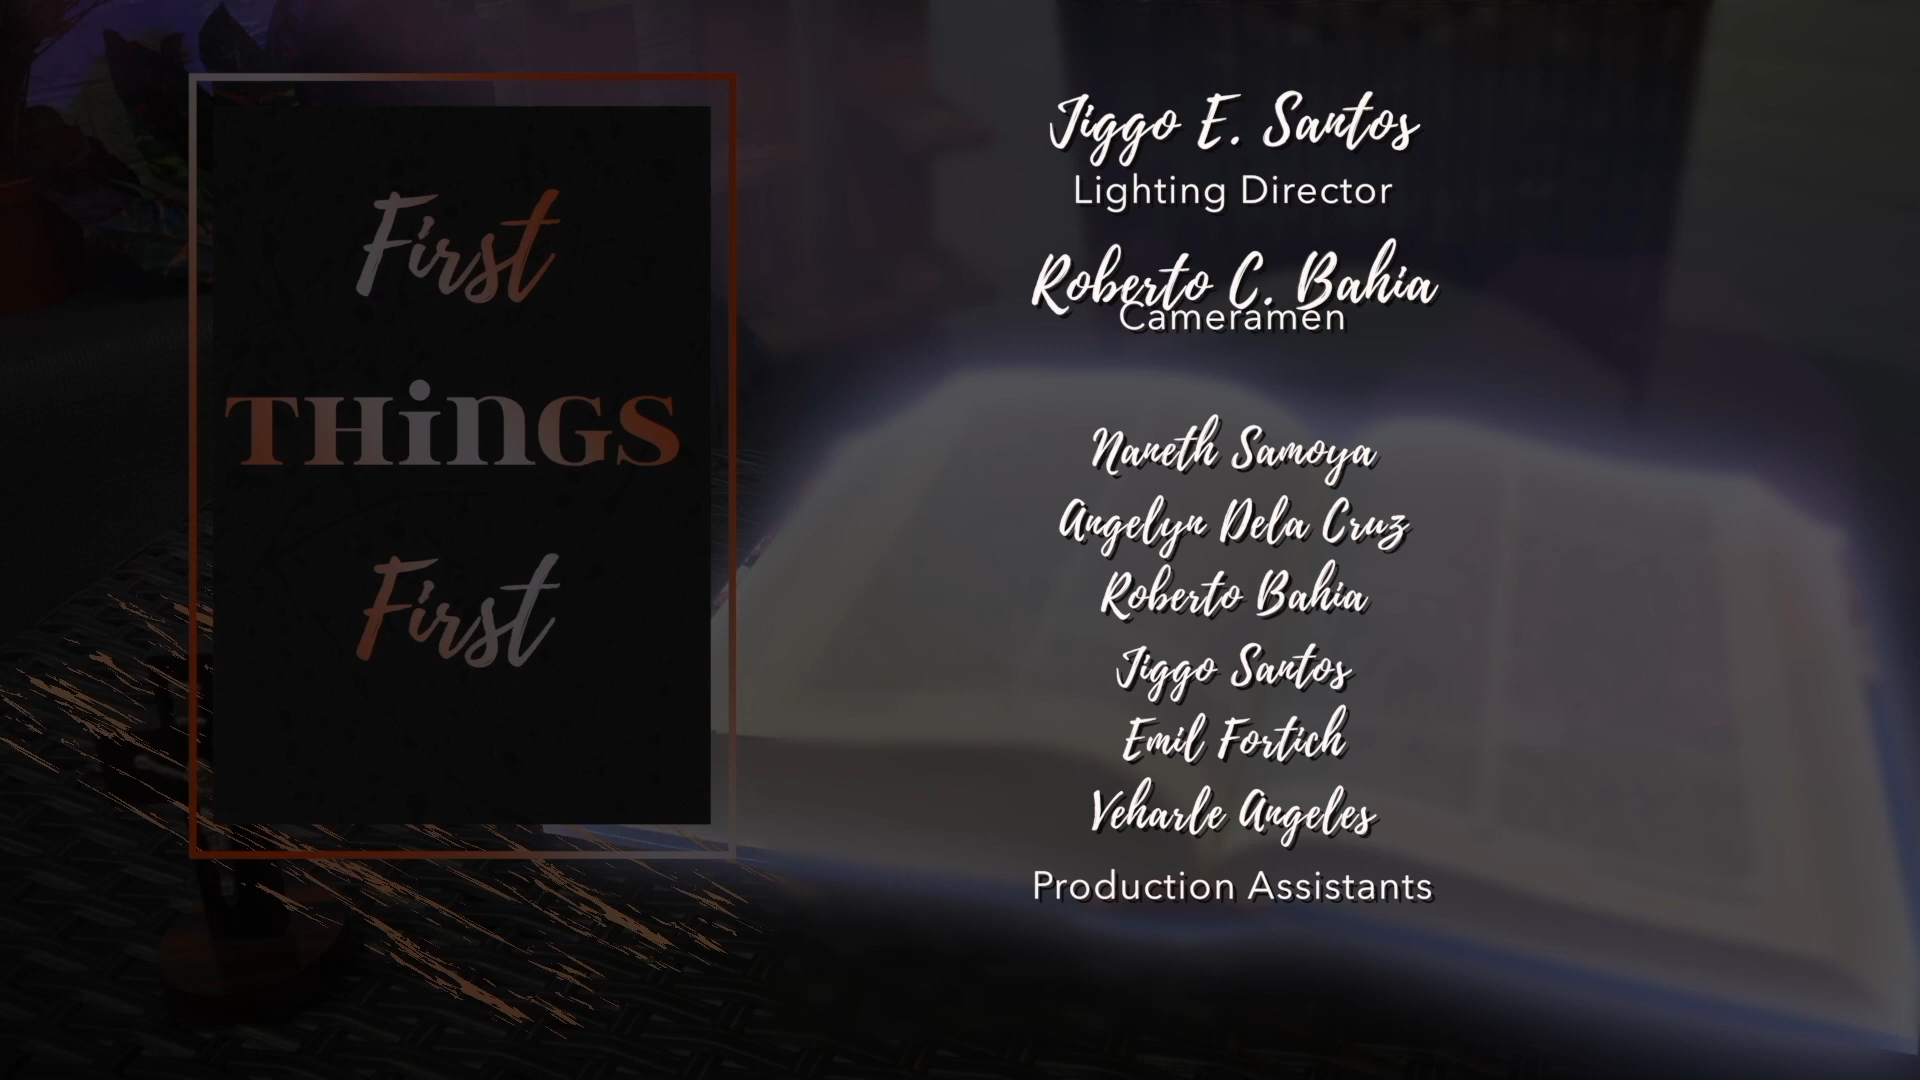 First
THiNGS
First
Jiggo E. Santos
Lighting Director
Roberto C. Bahia
Cameramen
Naneth Samoya
Angelyn Dela Cruz
Roberto Bahia
Jiggo Santos
Emil Fortich
Veharle Angeles
Production Assistants